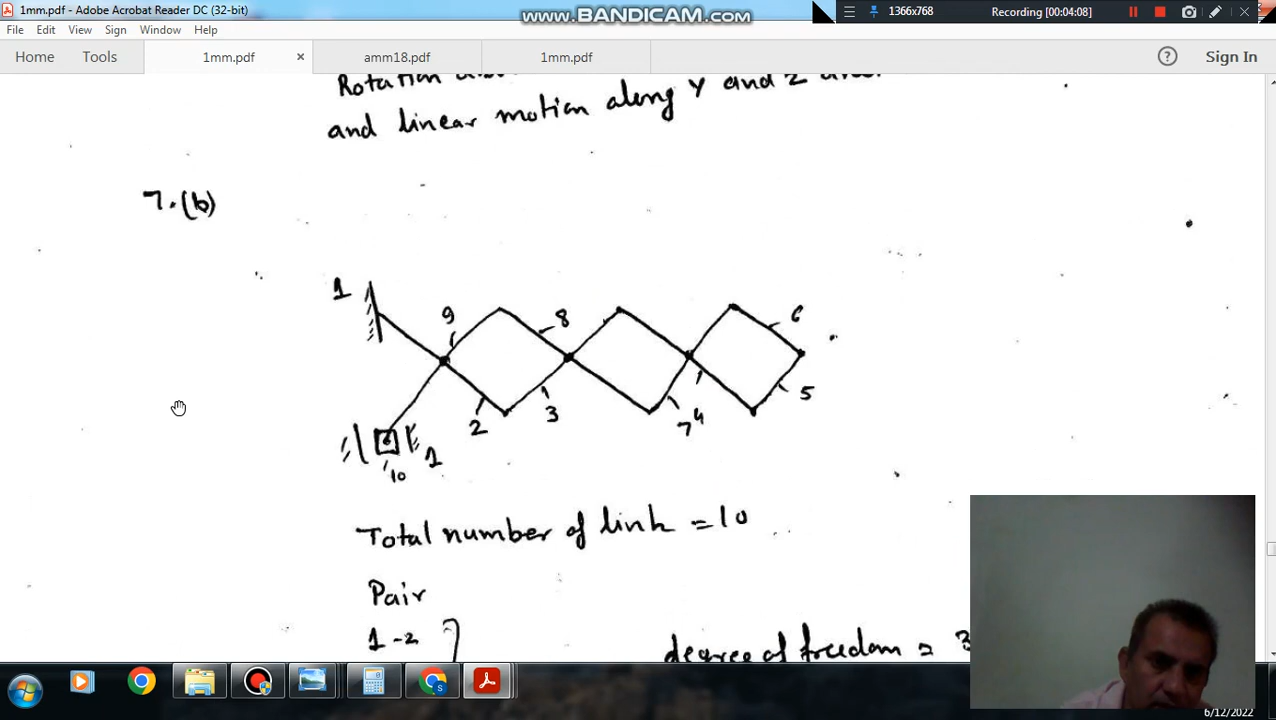 1mm.pdf - Adobe Acrobat Reader DC (32-bit)
www.BANDICAM.com
1366x768
Recording [00:04:08]
File Edit View Sign Window Help
Home Tools 1mm.pdf × amm18.pdf 1mm.pdf ? Sign In
Rotation
and linear motion along Y and Z
7.(b)
1
9
8
6
2
3
7
4
5
1
10
Total number of link = 10
Pair
1-2
degree of freedom = 3
6/12/2022